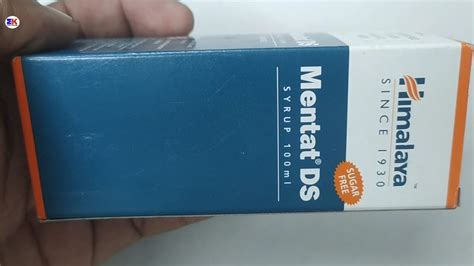 Himalaya
SINCE 1930
SUGAR
FREE
Mentat® DS
SYRUP 100ml